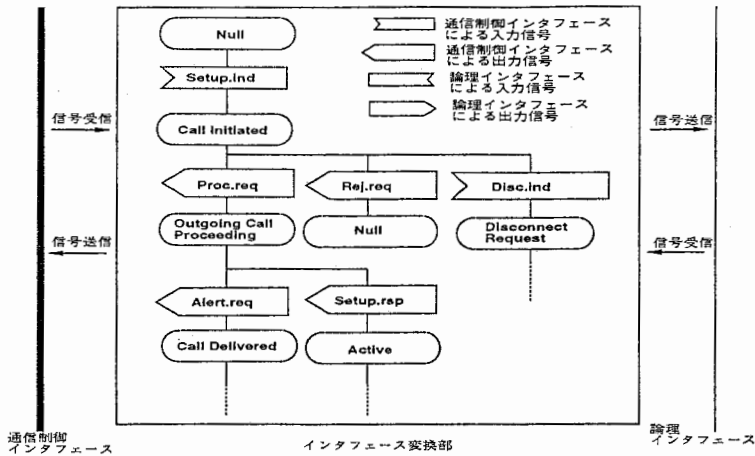 Null
通信制御インタフェース
による入力信号
Setup.ind
通信制御インタフェース
による出力信号
論理インタフェース
による入力信号
論理インタフェース
による出力信号
信号受信
Call Initiated
信号送信
Proc.req
Rej.req
Disc.ind
Outgoing Call
Proceeding
Null
Disconnect
Request
信号送信
信号受信
Alert.req
Setup.rsp
Call Delivered
Active
通信制御
インタフェース
インタフェース変換部
論理
インタフェース